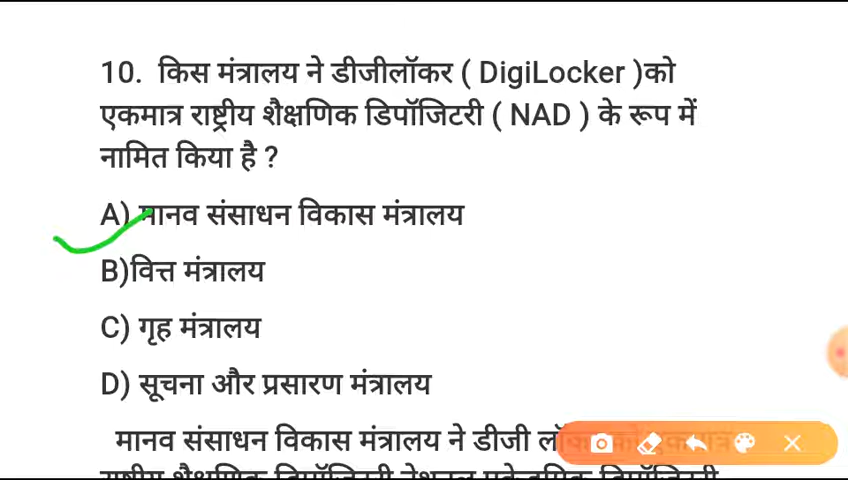 10. किस मंत्रालय ने डीजीलॉकर ( DigiLocker )को
एकमात्र राष्ट्रीय शैक्षणिक डिपॉजिटरी ( NAD ) के रूप में
नामित किया है ?
A) मानव संसाधन विकास मंत्रालय
B)वित्त मंत्रालय
C) गृह मंत्रालय
D) सूचना और प्रसारण मंत्रालय
मानव संसाधन विकास मंत्रालय ने डीजी